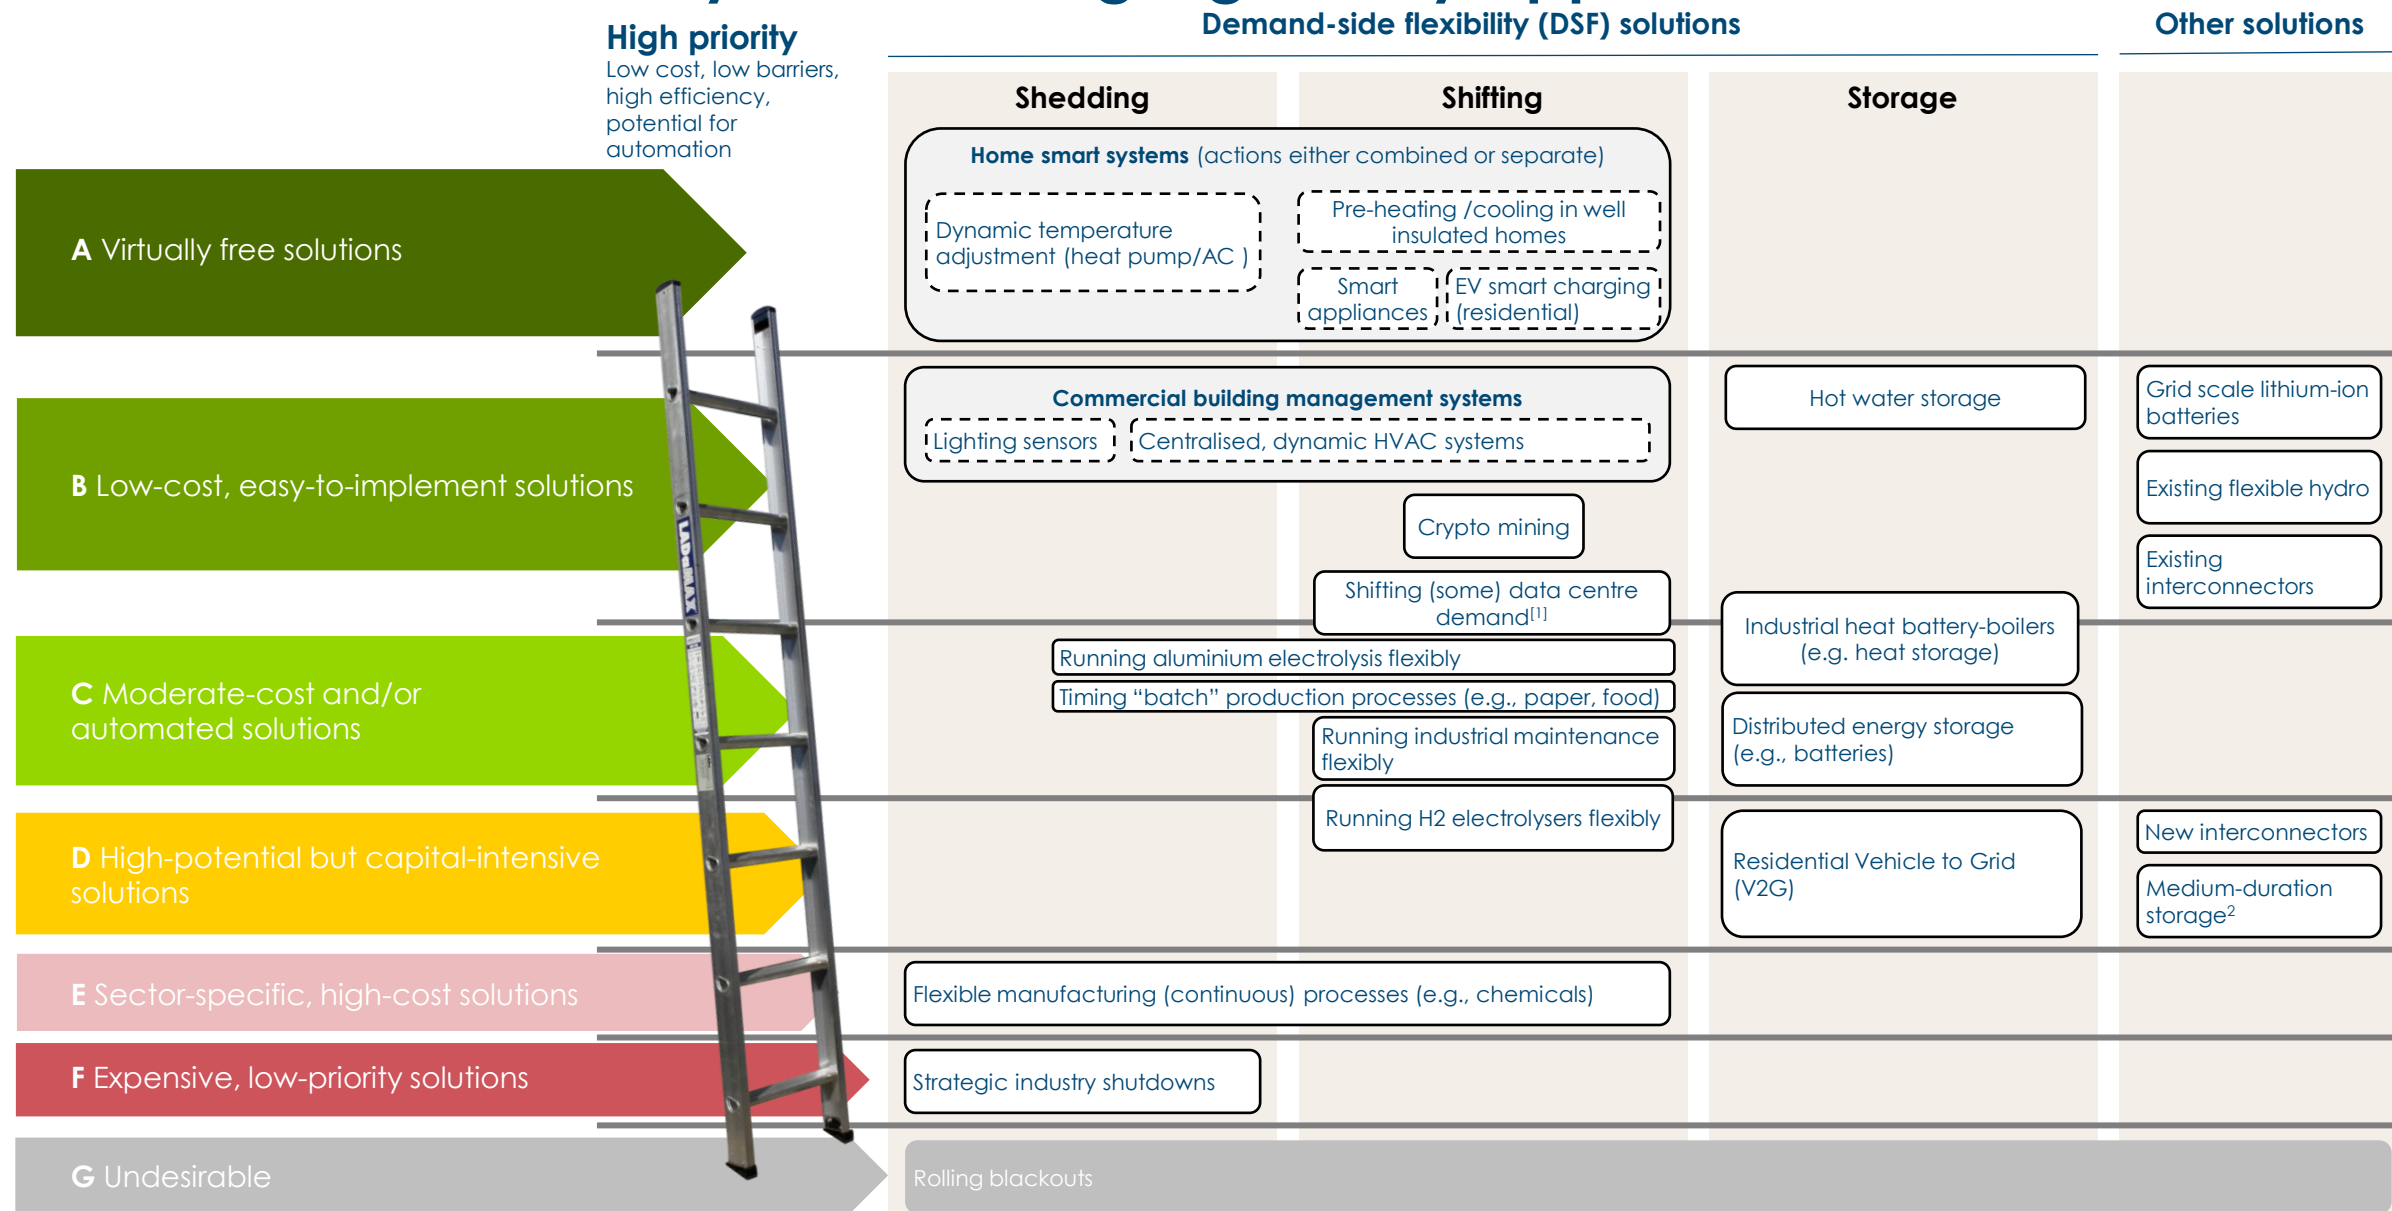 Demand-side flexibility (DSF) solutions
Other solutions
High priority
Low cost, low barriers,
high efficiency,
potential for
automation
Shedding
Shifting
Storage
A Virtually free solutions
Home smart systems (actions either combined or separate)
Dynamic temperature
adjustment (heat pump/AC )
Pre-heating /cooling in well
insulated homes
Smart
appliances
EV smart charging
(residential)
B Low-cost, easy-to-implement solutions
Commercial building management systems
Lighting sensors
Centralised, dynamic HVAC systems
Crypto mining
Shifting (some) data centre
demand[1]
Hot water storage
Grid scale lithium-ion
batteries
Existing flexible hydro
Existing
interconnectors
Industrial heat battery-boilers
(e.g. heat storage)
C Moderate-cost and/or
automated solutions
Running aluminium electrolysis flexibly
Timing “batch” production processes (e.g., paper, food)
Running industrial maintenance
flexibly
Distributed energy storage
(e.g., batteries)
Running H2 electrolysers flexibly
D High-potential but capital-intensive
solutions
Residential Vehicle to Grid
(V2G)
New interconnectors
Medium-duration
storage2
E Sector-specific, high-cost solutions
Flexible manufacturing (continuous) processes (e.g., chemicals)
F Expensive, low-priority solutions
Strategic industry shutdowns
G Undesirable
Rolling blackouts